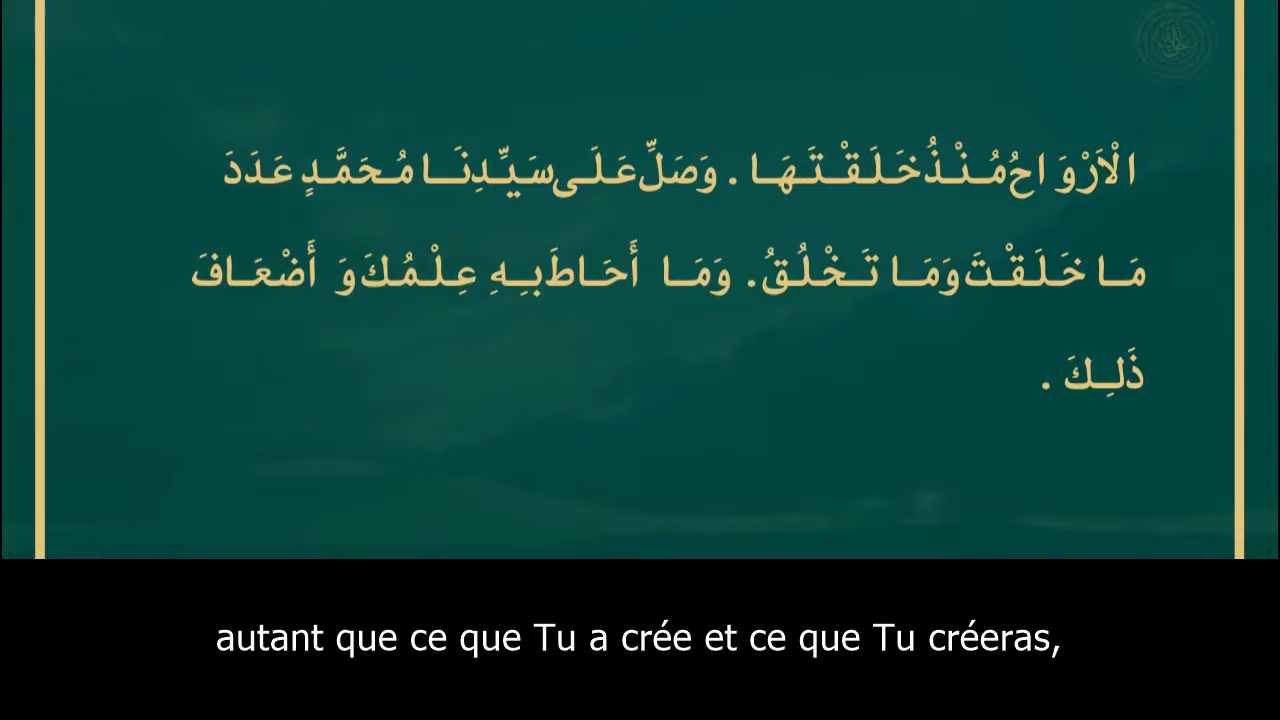 الْاَرْوَاحُ مُنْذُ خَلَقْتَهَا . وَصَلِّ عَلَى سَيِّدِنَا مُحَمَّدٍ عَدَدَ
مَا خَلَقْتَ وَمَا تَخْلُقُ. وَمَا أَحَاطَ بِهِ عِلْمُكَ وَ أَضْعَافَ
ذَلِكَ .
autant que ce que Tu a crée et ce que Tu créeras,